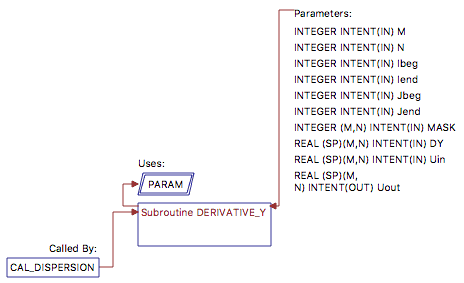 Parameters:
INTEGER INTENT(IN) M
INTEGER INTENT(IN) N
INTEGER INTENT(IN) Ibeg
INTEGER INTENT(IN) Iend
INTEGER INTENT(IN) Jbeg
INTEGER INTENT(IN) Jend
INTEGER (M,N) INTENT(IN) MASK
REAL (SP)(M,N) INTENT(IN) DY
REAL (SP)(M,N) INTENT(IN) Uin
REAL (SP)(M,
N) INTENT(OUT) Uout
Uses:
PARAM
Subroutine DERIVATIVE_Y
Called By:
CAL_DISPERSION